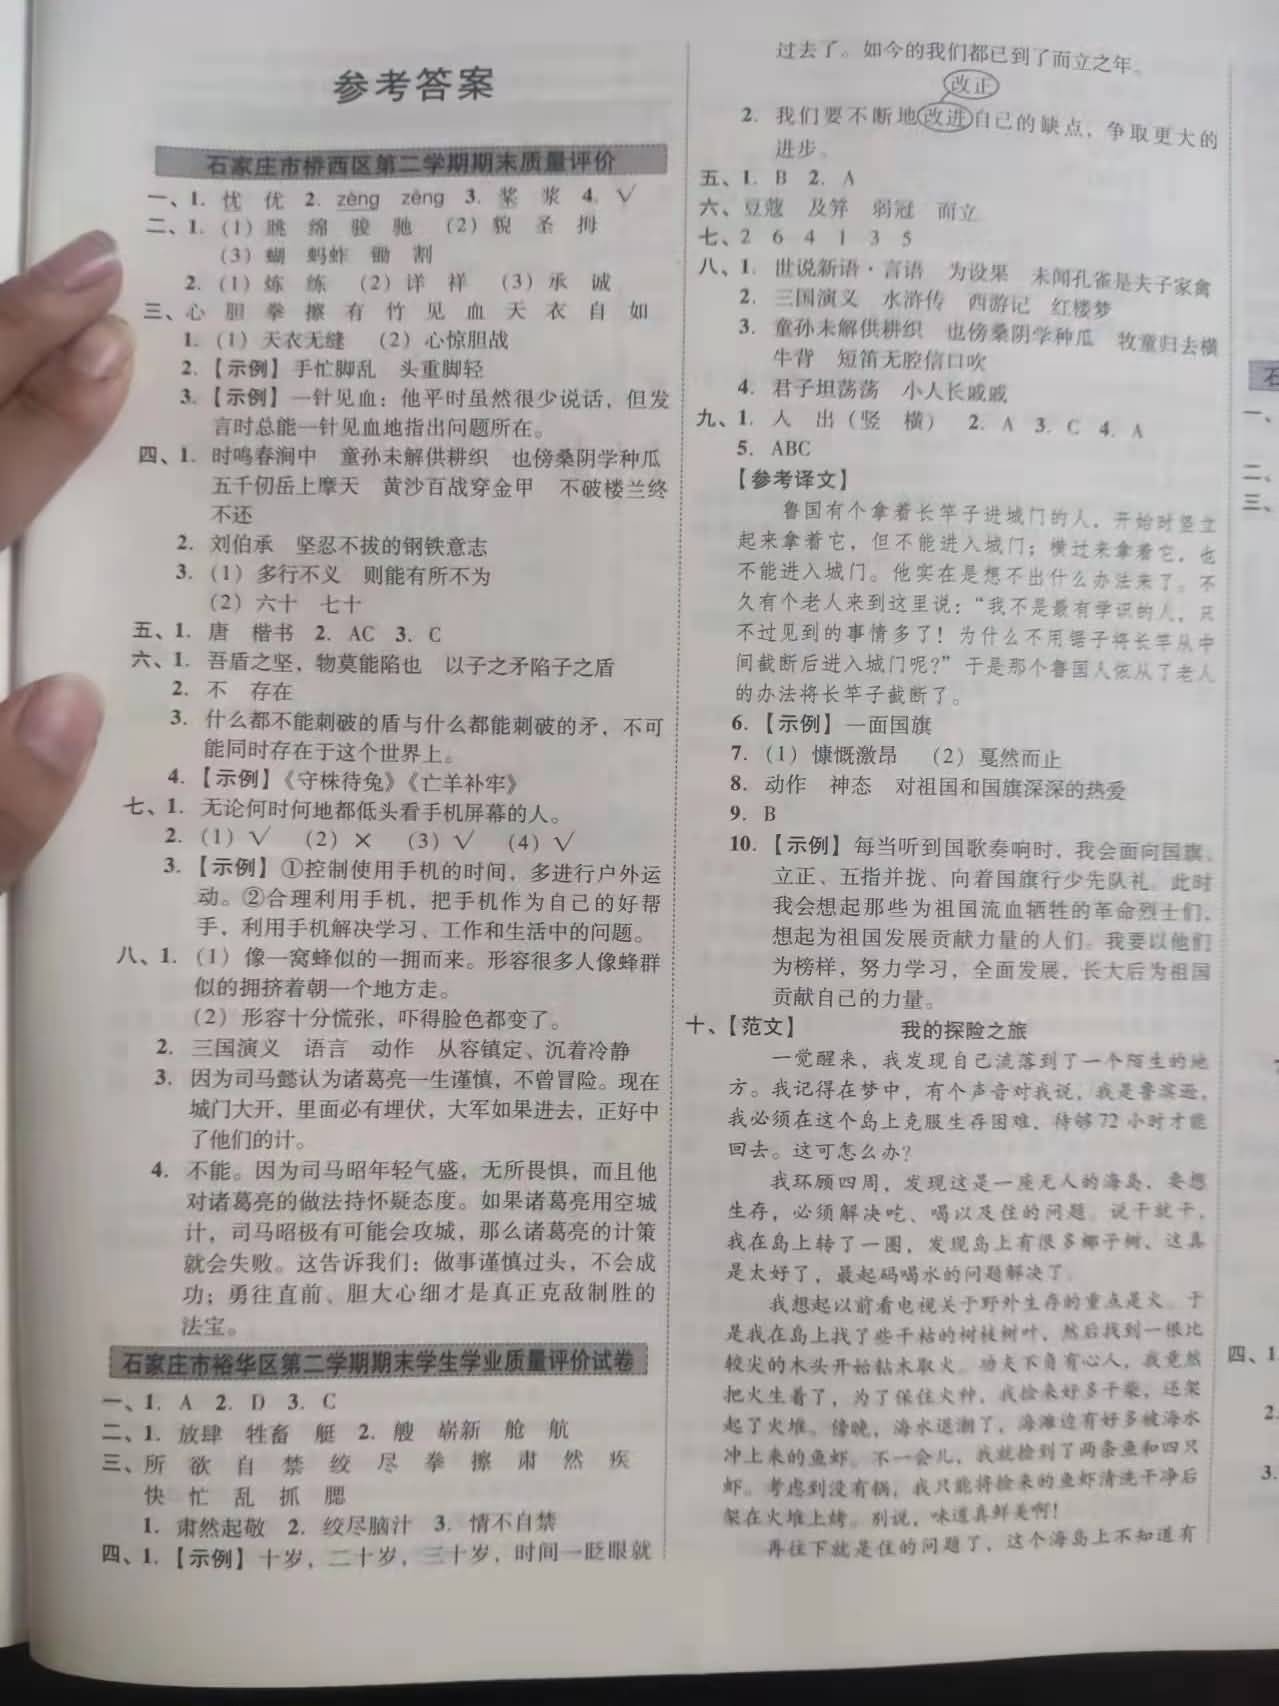 参考答案
石家庄市桥西区第二学期期末质量评价
一、1. 忧 优 2. zèng zēng 3. 桨 浆 4. √
二、1. (1) 眺 绵 骏 驰 (2) 貌 圣 拇
(3) 蝴 蚂蚱 锄 割
2. (1) 炼 练 (2) 详 祥 (3) 承 诚
三、心 胆 拳 擦 有 竹 见 血 天 衣 自 如
1. (1) 天衣无缝 (2) 心惊胆战
2. 【示例】手忙脚乱 头重脚轻
3. 【示例】一针见血：他平时虽然很少说话，但发
言时总能一针见血地指出问题所在。
四、1. 时鸣春涧中 童孙未解供耕织 也傍桑阴学种瓜
五千仞岳上摩天 黄沙百战穿金甲 不破楼兰终
不还
2. 刘伯承 坚忍不拔的钢铁意志
3. (1) 多行不义 则能有所不为
(2) 六十 七十
五、1. 唐 楷书 2. AC 3. C
六、1. 吾盾之坚，物莫能陷也 以子之矛陷子之盾
2. 不 存在
3. 什么都不能刺破的盾与什么都能刺破的矛，不可
能同时存在于这个世界上。
4. 【示例】《守株待兔》《亡羊补牢》
七、1. 无论何时何地都低头看手机屏幕的人。
2. (1) √ (2) × (3) √ (4) √
3. 【示例】①控制使用手机的时间，多进行户外运
动。②合理利用手机，把手机作为自己的好帮
手，利用手机解决学习、工作和生活中的问题。
八、1. (1) 像一窝蜂似的一拥而来。形容很多人像蜂群
似的拥挤着朝一个地方走。
(2) 形容十分慌张，吓得脸色都变了。
2. 三国演义 语言 动作 从容镇定、沉着冷静
3. 因为司马懿认为诸葛亮一生谨慎，不曾冒险。现在
城门大开，里面必有埋伏，大军如果进去，正好中
了他们的计。
4. 不能。因为司马昭年轻气盛，无所畏惧，而且他
对诸葛亮的做法持怀疑态度。如果诸葛亮用空城
计，司马昭极有可能会攻城，那么诸葛亮的计策
就会失败。这告诉我们：做事谨慎过头，不会成
功；勇往直前、胆大心细才是真正克敌制胜的
法宝。
石家庄市裕华区第二学期期末学生学业质量评价试卷
一、1. A 2. D 3. C
二、1. 放肆 牲畜 艇 2. 艘 崭新 舱 航
三、所 欲 自 禁 绞 尽 拳 擦 肃 然 疾
快 忙 乱 抓 腮
1. 肃然起敬 2. 绞尽脑汁 3. 情不自禁
四、1. 【示例】十岁，二十岁，三十岁，时间一眨眼就
过去了。如今的我们都已到了而立之年。
改正
2. 我们要不断地改进自己的缺点，争取更大的
进步。
五、1. B 2. A
六、豆蔻 及笄 弱冠 而立
七、2 6 4 1 3 5
八、1. 世说新语·言语 为设果 未闻孔雀是夫子家禽
2. 三国演义 水浒传 西游记 红楼梦
3. 童孙未解供耕织 也傍桑阴学种瓜 牧童归去横
牛背 短笛无腔信口吹
4. 君子坦荡荡 小人长戚戚
九、1. 人 出（竖 横） 2. A 3. C 4. A
5. ABC
【参考译文】
鲁国有个拿着长竿子进城门的人，开始时竖立
起来拿着它，但不能进入城门；横过来拿着它，也
不能进入城门。他实在是想不出什么办法来了。不
久有个老人来到这里说：“我不是最有学识的人，只
不过见到的事情多了！为什么不用锯子将长竿从中
间截断后进入城门呢？”于是那个鲁国人依从了老人
的办法将长竿子截断了。
6. 【示例】一面国旗
7. (1) 慷慨激昂 (2) 戛然而止
8. 动作 神态 对祖国和国旗深深的热爱
9. B
10. 【示例】每当听到国歌奏响时，我会面向国旗、
立正、五指并拢、向着国旗行少先队礼。此时
我会想起那些为祖国流血牺牲的革命烈士们，
想起为祖国发展贡献力量的人们。我要以他们
为榜样，努力学习，全面发展，长大后为祖国
贡献自己的力量。
十、【范文】 我的探险之旅
一觉醒来，我发现自己流落到了一个陌生的地
方。我记得在梦中，有个声音对我说，我是鲁滨逊，
我必须在这个岛上克服生存困难，待够72小时才能
回去。这可怎么办？
我环顾四周，发现这是一座无人的海岛，要想
生存，必须解决吃、喝以及住的问题。说干就干，
我在岛上转了一圈，发现岛上有很多椰子树，这真
是太好了，最起码喝水的问题解决了。
我想起以前看电视关于野外生存的重点是火。于
是我在岛上找了些干枯的树枝树叶，然后找到一根比
较尖的木头开始钻木取火。功夫不负有心人，我竟然
把火生着了，为了保住火种，我捡来好多干柴，还架
起了火堆。傍晚，海水退潮了，海滩边有好多被海水
冲上来的鱼虾。不一会儿，我就捡到了两条鱼和四只
虾。考虑到没有锅，我只能将捡来的鱼虾清洗干净后
架在火堆上烤。别说，味道真鲜美啊！
再往下就是住的问题了，这个海岛上不知道有
石
一、
二、
三、
四、1
2.
3.